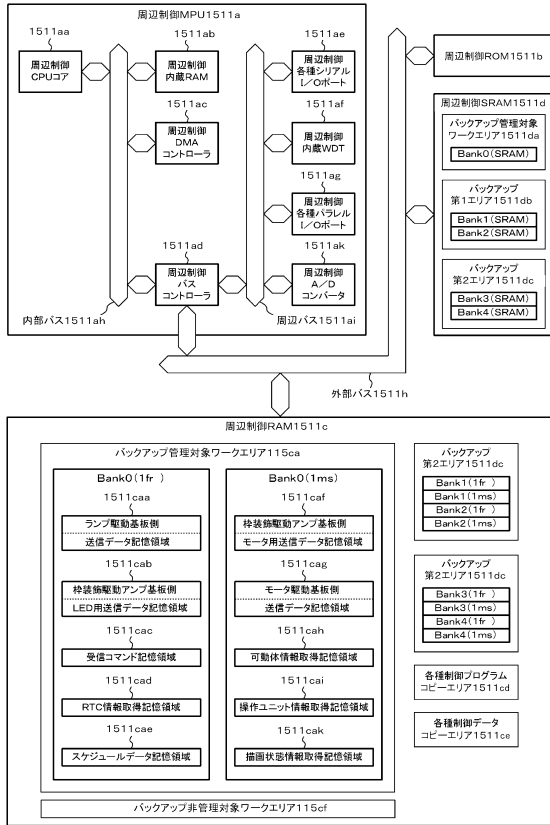 周辺制御MPU1511a
1511aa
周辺制御
CPUコア
1511ab
周辺制御
内蔵RAM
1511ac
周辺制御
DMA
コントローラ
1511ad
周辺制御
バス
コントローラ
1511ae
周辺制御
各種シリアル
I/Oポート
1511af
周辺制御
内蔵WDT
1511ag
周辺制御
各種パラレル
I/Oポート
1511ak
周辺制御
A/D
コンバータ
内部バス1511ah
周辺バス1511ai
周辺制御ROM1511b
周辺制御SRAM1511d
バックアップ管理対象
ワークエリア1511da
Bank0(SRAM)
バックアップ
第1エリア1511db
Bank1(SRAM)
Bank2(SRAM)
バックアップ
第2エリア1511dc
Bank3(SRAM)
Bank4(SRAM)
外部バス1511h
周辺制御RAM1511c
バックアップ管理対象ワークエリア115ca
Bank0(1fr )
1511caa
ランプ駆動基板側
送信データ記憶領域
1511cab
枠装飾駆動アンプ基板側
LED用送信データ記憶領域
1511cac
受信コマンド記憶領域
1511cad
RTC情報取得記憶領域
1511cae
スケジュールデータ記憶領域
Bank0(1ms)
1511caf
枠装飾駆動アンプ基板側
モータ用送信データ記憶領域
1511cag
モータ駆動基板側
送信データ記憶領域
1511cah
可動体情報取得記憶領域
1511cai
操作ユニット情報取得記憶領域
1511cak
描画状態情報取得記憶領域
バックアップ非管理対象ワークエリア115cf
バックアップ
第2エリア1511dc
Bank1(1fr )
Bank1(1ms)
Bank2(1fr )
Bank2(1ms)
バックアップ
第2エリア1511dc
Bank3(1fr )
Bank3(1ms)
Bank4(1fr )
Bank4(1ms)
各種制御プログラム
コピーエリア1511cd
各種制御データ
コピーエリア1511ce